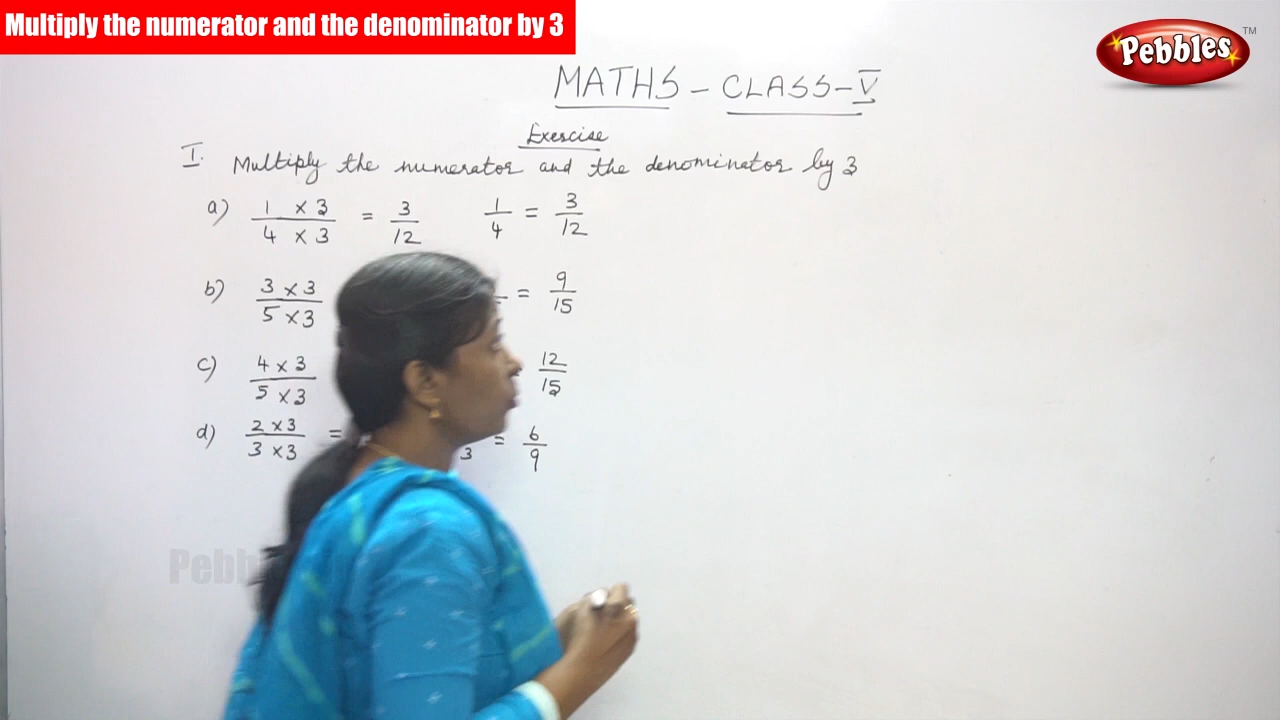 Multiply the numerator and the denominator by 3
Pebbles TM
MATHS - CLASS - V
Exercise
I. Multiply the numerator and the denominator by 3
a) 1 × 3 / 4 × 3 = 3/12 1/4 = 3/12
b) 3 × 3 / 5 × 3 = 9/15
c) 4 × 3 / 5 × 3 12/15
d) 2 × 3 / 3 × 3 = 3 = 6/9